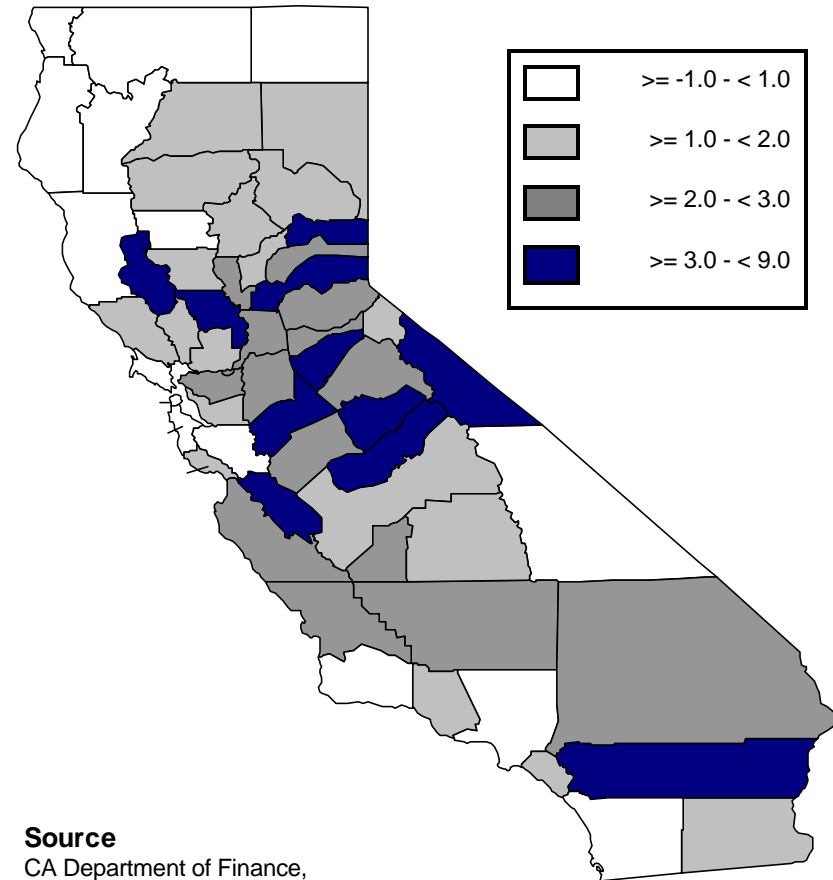 >= -1.0 - < 1.0
>= 1.0 - < 2.0
>= 2.0 - < 3.0
>= 3.0 - < 9.0
Source
CA Department of Finance,